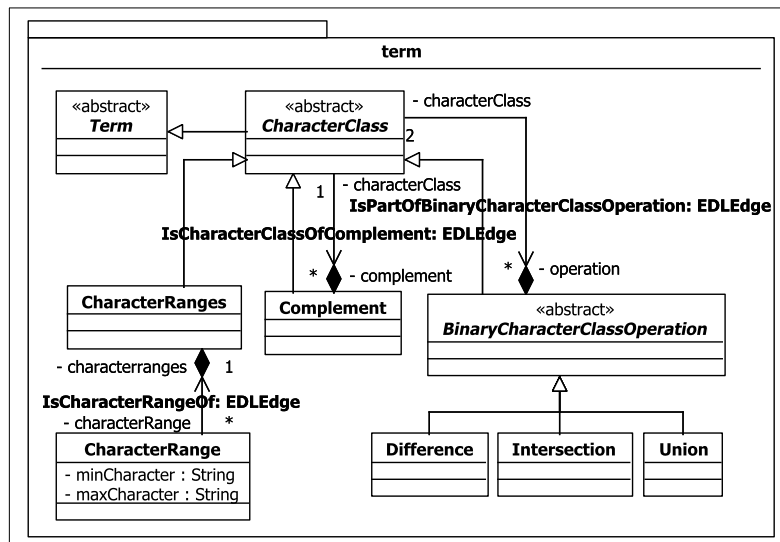 term
«abstract»
Term
«abstract»
CharacterClass
- characterClass
2
1
- characterClass
IsPartOfBinaryCharacterClassOperation: EDLEdge
IsCharacterClassOfComplement: EDLEdge
*
- complement
*
- operation
CharacterRanges
Complement
«abstract»
BinaryCharacterClassOperation
- characterranges
1
IsCharacterRangeOf: EDLEdge
- characterRange
*
CharacterRange
- minCharacter : String
- maxCharacter : String
Difference
Intersection
Union